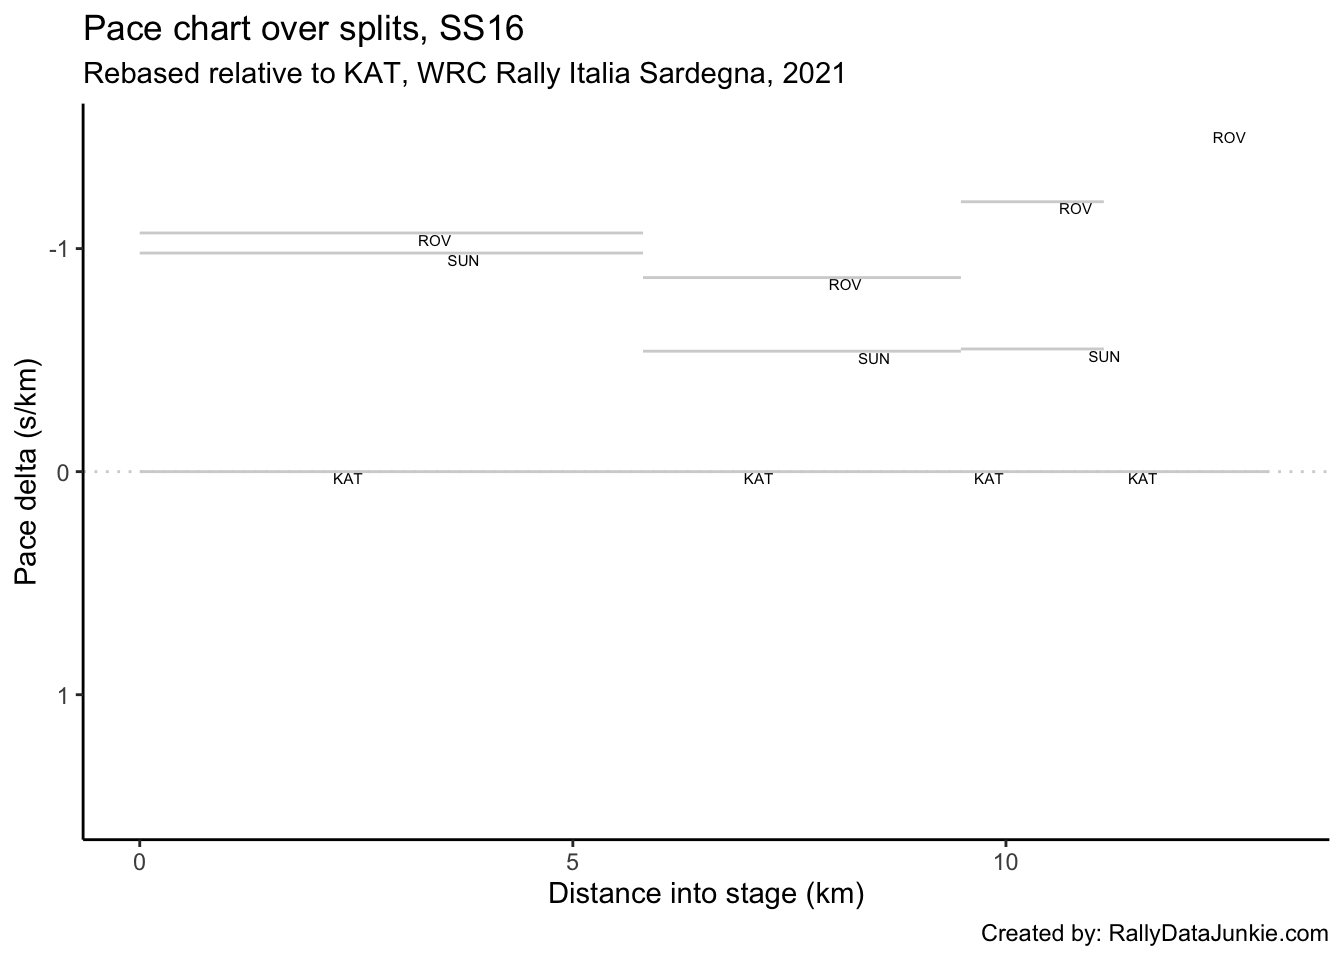 Pace chart over splits, SS16
Rebased relative to KAT, WRC Rally Italia Sardegna, 2021
ROV
ROV
-1
ROV
SUN
ROV
SUN
SUN
0
KAT KAT KAT KAT
1
Pace delta (s/km)
0 5 10
Distance into stage (km)
Created by: RallyDataJunkie.com